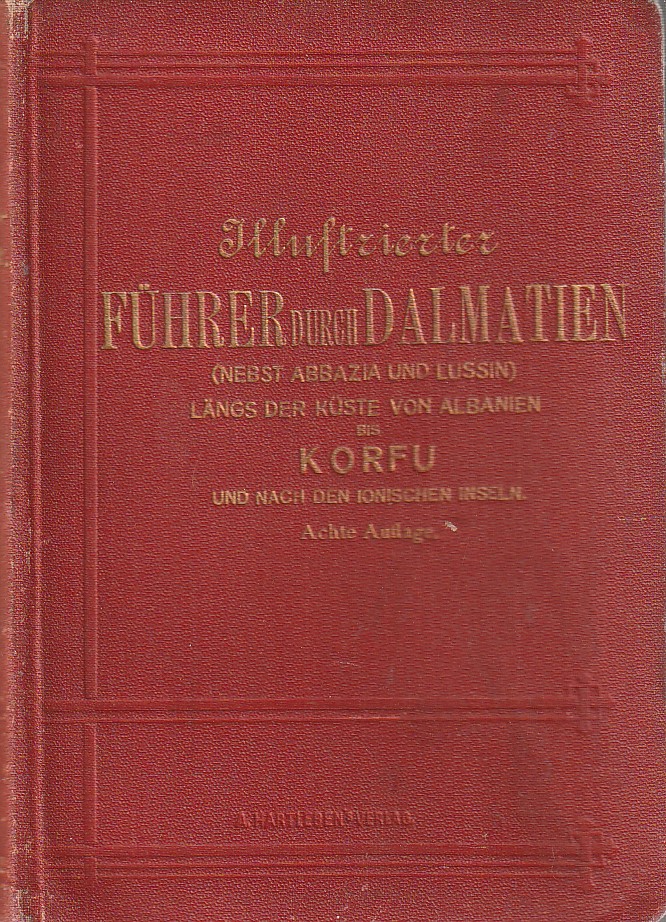 Illustrierter
FÜHRER DURCH DALMATIEN
(NEBST ABBAZIA UND LUSSIN)
LÄNGS DER KÜSTE VON ALBANIEN
BIS
KORFU
UND NACH DEN IONISCHEN INSELN.
Achte Auflage.
A. HARTLEBEN'S VERLAG.